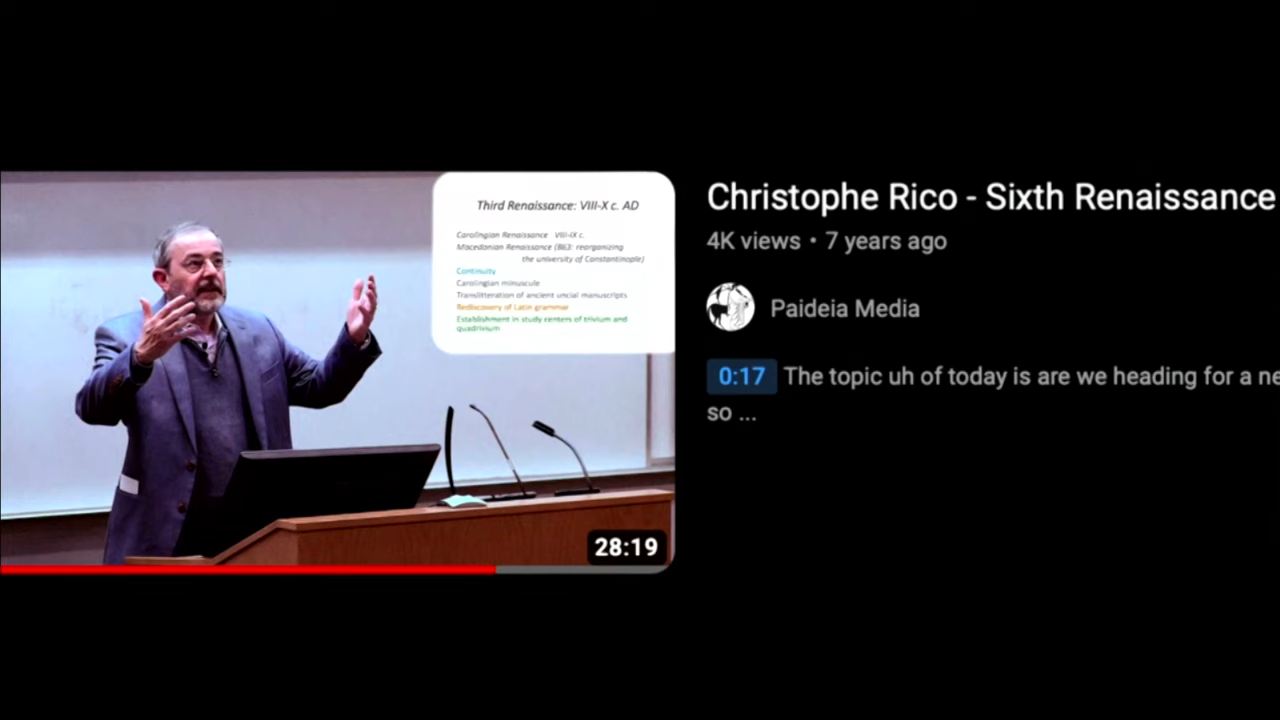 Third Renaissance: VIII-X c. AD
Carolingian Renaissance VIII-IX c.
Macedonian Renaissance (863: reorganizing
the university of Constantinople)
Continuity
Carolingian minuscule
Translitteration of ancient uncial manuscripts
Rediscovery of Latin grammar
Establishment in study centers of trivium and
quadrivium
28:19
Christophe Rico - Sixth Renaissance
4K views • 7 years ago
Paideia Media
0:17 The topic uh of today is are we heading for a ne
so ...